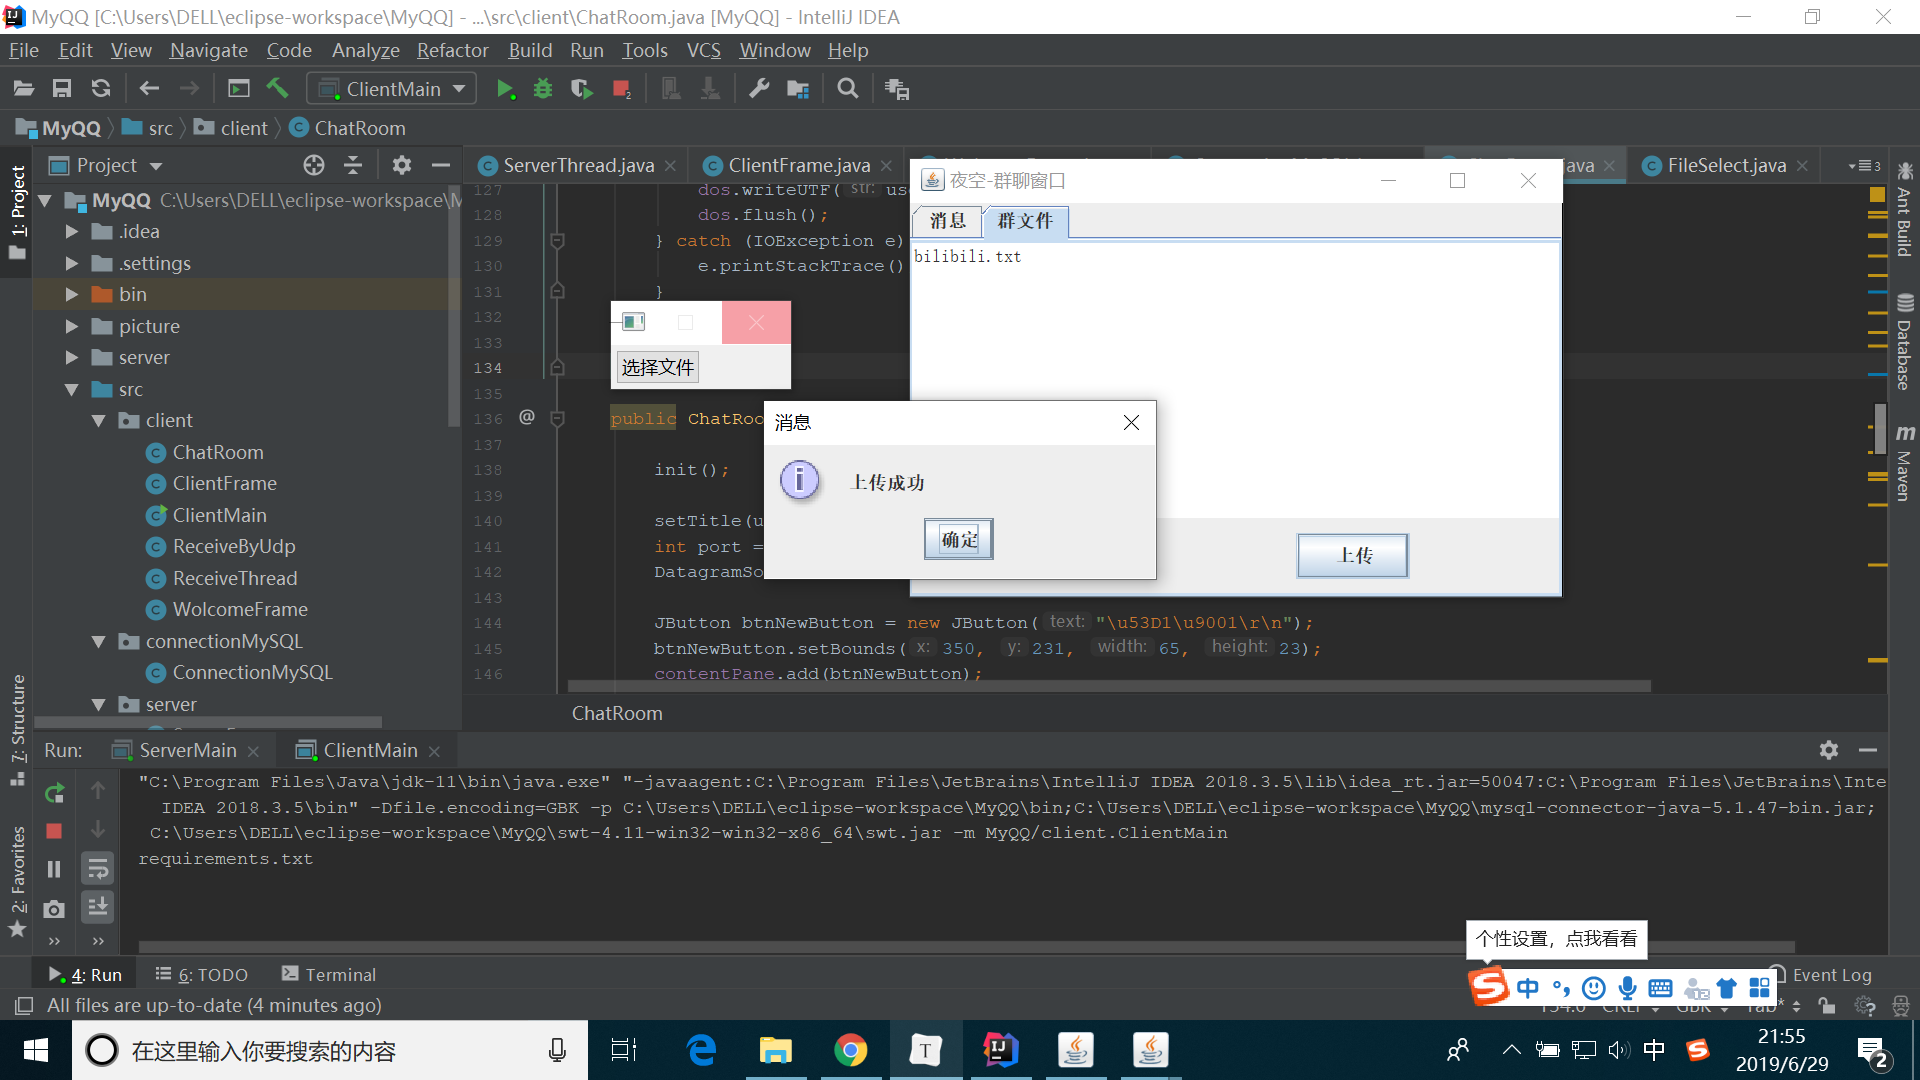 MyQQ [C:\Users\DELL\eclipse-workspace\MyQQ] - ...\src\client\ChatRoom.java [MyQQ] - IntelliJ IDEA
File Edit View Navigate Code Analyze Refactor Build Run Tools VCS Window Help
ClientMain
MyQQ src client ChatRoom
1: Project
Project
MyQQ C:\Users\DELL\eclipse-workspace\M
.idea
.settings
bin
picture
server
src
client
ChatRoom
ClientFrame
ClientMain
ReceiveByUdp
ReceiveThread
WolcomeFrame
connectionMySQL
ConnectionMySQL
server
ServerThread.java ClientFrame.java ava FileSelect.java 3
127 dos.writeUTF( str: use
128 dos.flush();
129 } catch (IOException e)
130 e.printStackTrace()
131 }
132
133
134
135
136 @ public ChatRoo
137
138 init();
139
140 setTitle(u
141 int port =
142 DatagramSo
143
144 JButton btnNewButton = new JButton( text: "\u53D1\u9001\r\n");
145 btnNewButton.setBounds( x: 350, y: 231, width: 65, height: 23);
146 contentPane.add(btnNewButton);
ChatRoom
夜空-群聊窗口
消息 群文件
bilibili.txt
上传
选择文件
消息
上传成功
确定
Ant Build
Database
Maven
7: Structure
2: Favorites
Run: ServerMain ClientMain
"C:\Program Files\Java\jdk-11\bin\java.exe" "-javaagent:C:\Program Files\JetBrains\IntelliJ IDEA 2018.3.5\lib\idea_rt.jar=50047:C:\Program Files\JetBrains\Inte
IDEA 2018.3.5\bin" -Dfile.encoding=GBK -p C:\Users\DELL\eclipse-workspace\MyQQ\bin;C:\Users\DELL\eclipse-workspace\MyQQ\mysql-connector-java-5.1.47-bin.jar;
C:\Users\DELL\eclipse-workspace\MyQQ\swt-4.11-win32-win32-x86_64\swt.jar -m MyQQ/client.ClientMain
requirements.txt
个性设置，点我看看
中
4: Run 6: TODO Terminal Event Log
All files are up-to-date (4 minutes ago)
在这里输入你要搜索的内容
中
21:55
2019/6/29
2